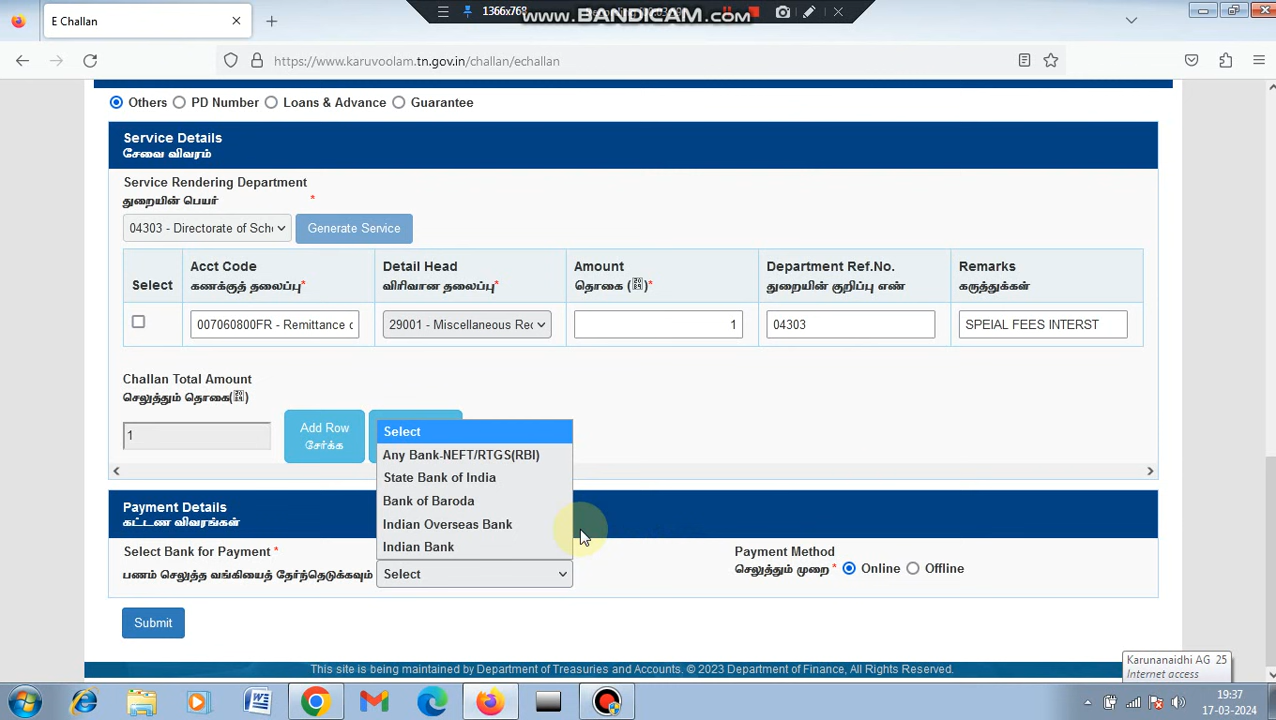 E Challan
1366x768
www.BANDICAM.com
https://www.karuvoolam.tn.gov.in/challan/echallan
Others PD Number Loans & Advance Guarantee
Service Details
சேவை விவரம்
Service Rendering Department
துறையின் பெயர் *
04303 - Directorate of Sch Generate Service
Select
Acct Code
கணக்குத் தலைப்பு*
Detail Head
விரிவான தலைப்பு*
Amount
தொகை ( )*
Department Ref.No.
துறையின் குறிப்பு எண்
Remarks
கருத்துக்கள்
007060800FR - Remittance 29001 - Miscellaneous Rec 1 04303 SPEIAL FEES INTERST
Challan Total Amount
செலுத்தும் தொகை( )
1
Add Row
சேர்க்க
Select
Any Bank-NEFT/RTGS(RBI)
State Bank of India
Bank of Baroda
Indian Overseas Bank
Indian Bank
Payment Details
கட்டண விவரங்கள்
Select Bank for Payment *
பணம் செலுத்த வங்கியைத் தேர்ந்தெடுக்கவும் Select
Payment Method
செலுத்தும் முறை * Online Offline
Submit
This site is being maintained by Department of Treasuries and Accounts. © 2023 Department of Finance, All Rights Reserved.
Karunanaidhi AG 25
Internet access
19:37
17-03-2024